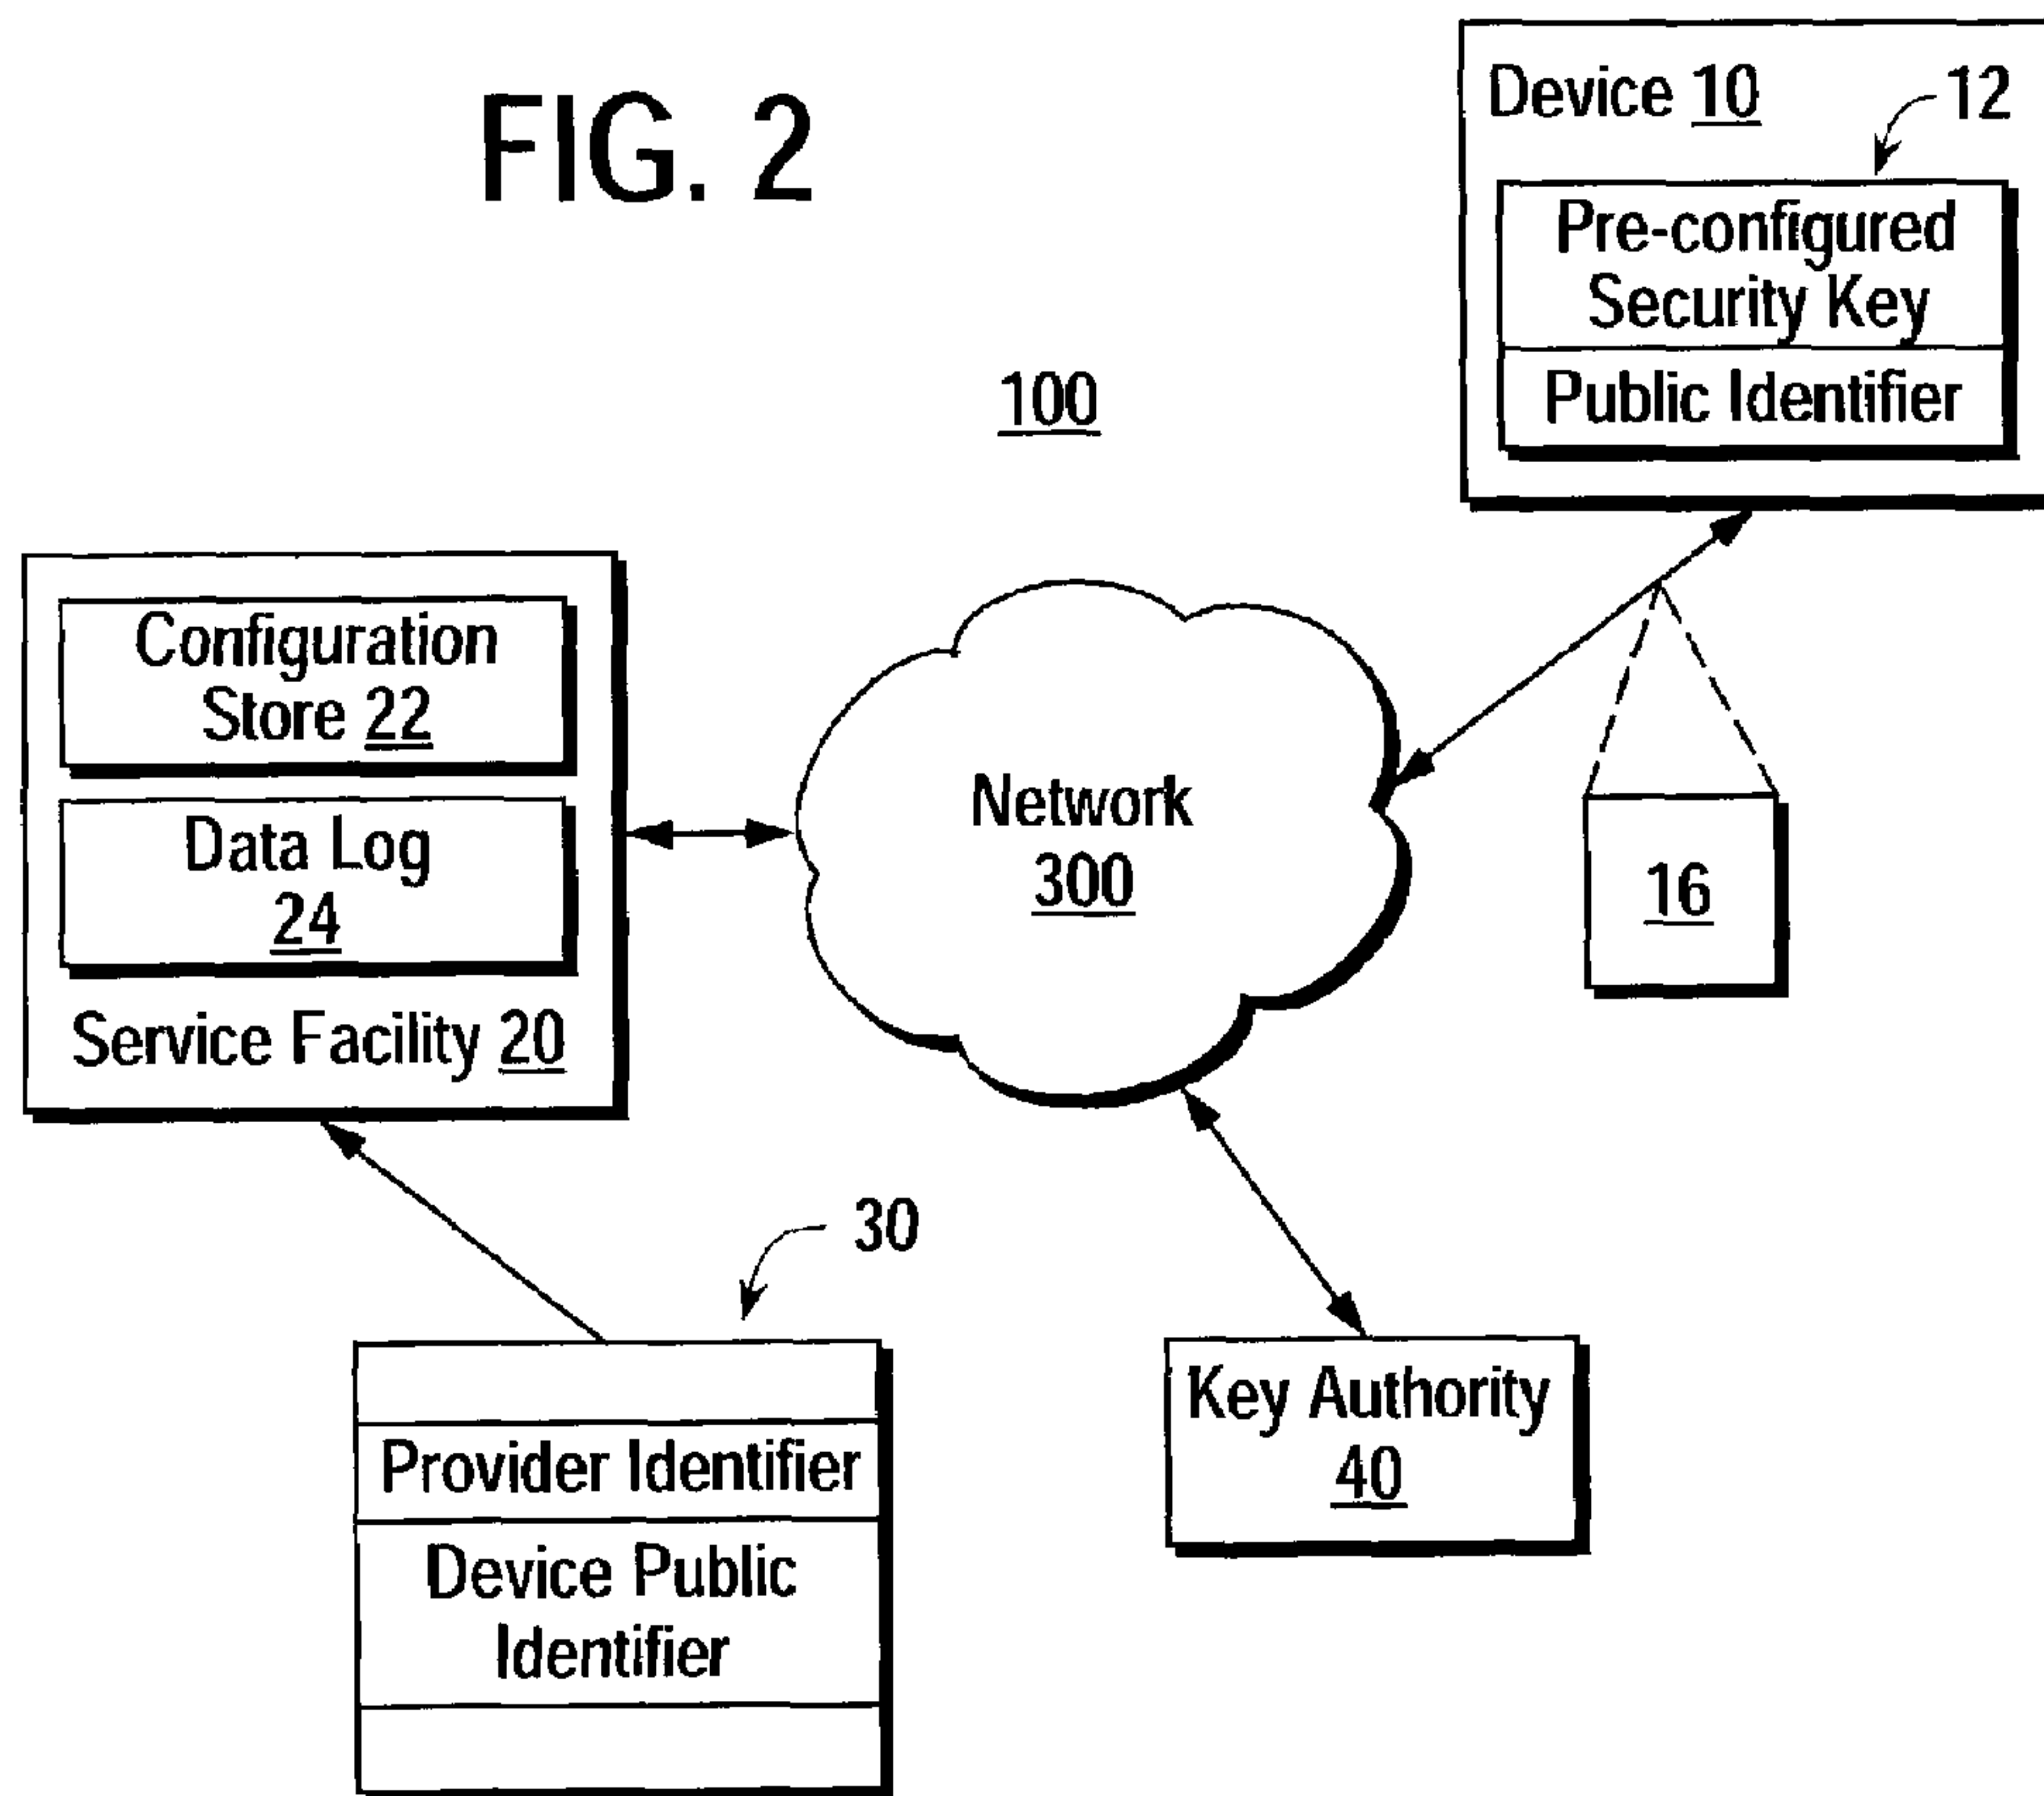 FIG. 2
Device 10
12
Pre-configured
Security Key
Public Identifier
100
Configuration
Store 22
Data Log
24
Service Facility 20
Network
300
16
30
Provider Identifier
Device Public
Identifier
Key Authority
40